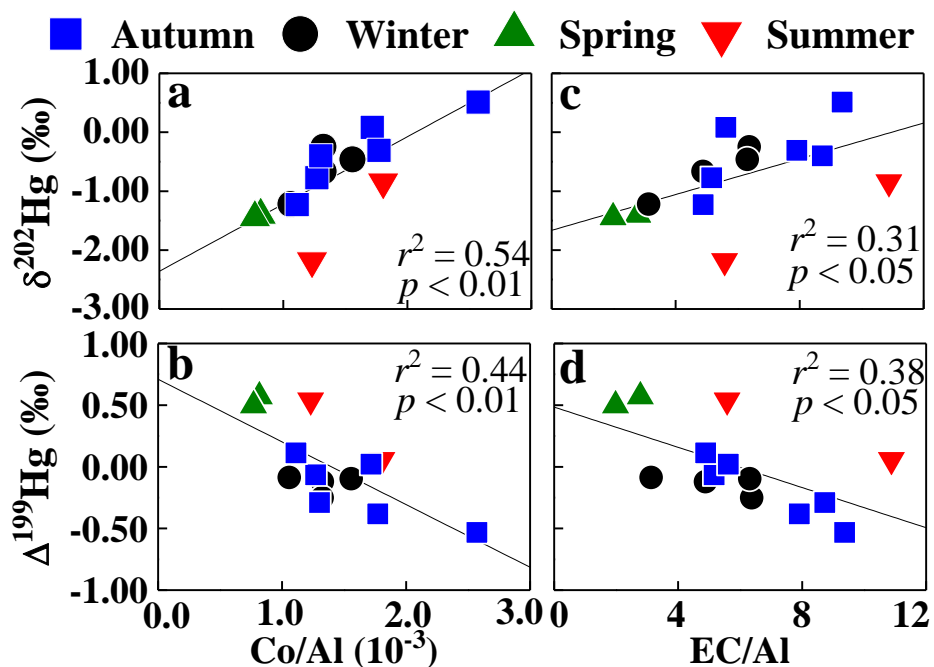 Autumn Winter Spring Summer
δ²⁰²Hg (‰)
1.00
0.00
-1.00
-2.00
-3.00
a
r² = 0.54
p < 0.01
c
r² = 0.31
p < 0.05
Δ¹⁹⁹Hg (‰)
1.00
0.50
0.00
-0.50
-1.00
b
r² = 0.44
p < 0.01
d
r² = 0.38
p < 0.05
0.0 1.0 2.0 3.0
0 4 8 12
Co/Al (10⁻³)
EC/Al